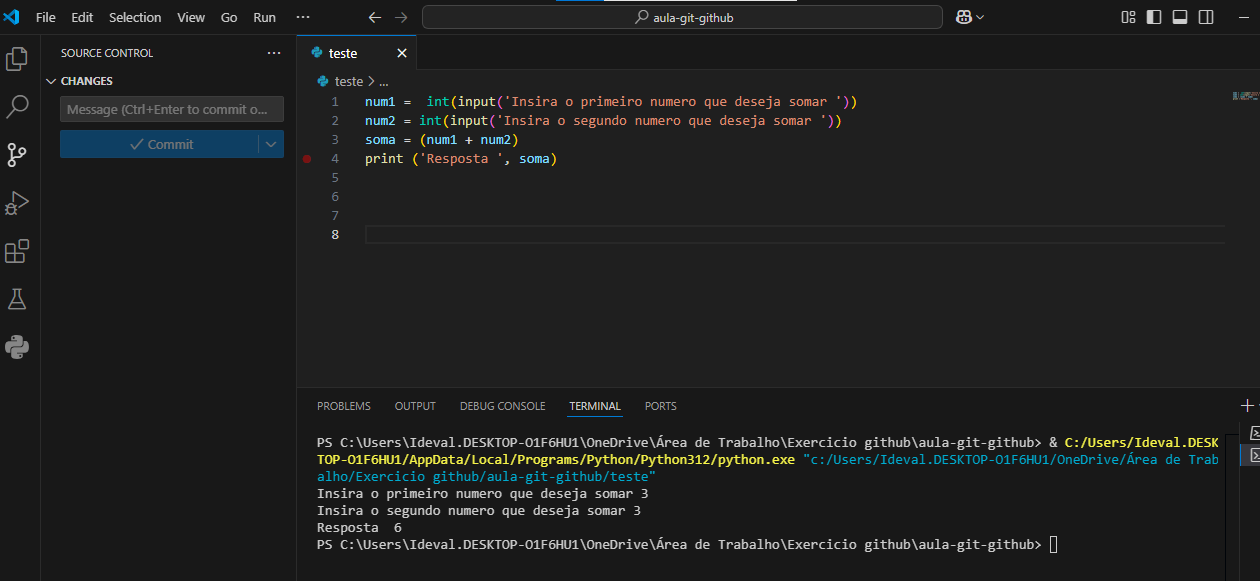 File Edit Selection View Go Run ··· aula-git-github
SOURCE CONTROL ···
CHANGES
Message (Ctrl+Enter to commit o...
Commit
teste
teste > ...
1 num1 =  int(input('Insira o primeiro numero que deseja somar '))
2 num2 = int(input('Insira o segundo numero que deseja somar '))
3 soma = (num1 + num2)
4 print ('Resposta ', soma)
5
6
7
8
PROBLEMS OUTPUT DEBUG CONSOLE TERMINAL PORTS
PS C:\Users\Ideval.DESKTOP-O1F6HU1\OneDrive\Área de Trabalho\Exercicio github\aula-git-github> & C:/Users/Ideval.DESK
TOP-O1F6HU1/AppData/Local/Programs/Python/Python312/python.exe "c:/Users/Ideval.DESKTOP-O1F6HU1/OneDrive/Área de Trab
alho/Exercicio github/aula-git-github/teste"
Insira o primeiro numero que deseja somar 3
Insira o segundo numero que deseja somar 3
Resposta  6
PS C:\Users\Ideval.DESKTOP-O1F6HU1\OneDrive\Área de Trabalho\Exercicio github\aula-git-github>